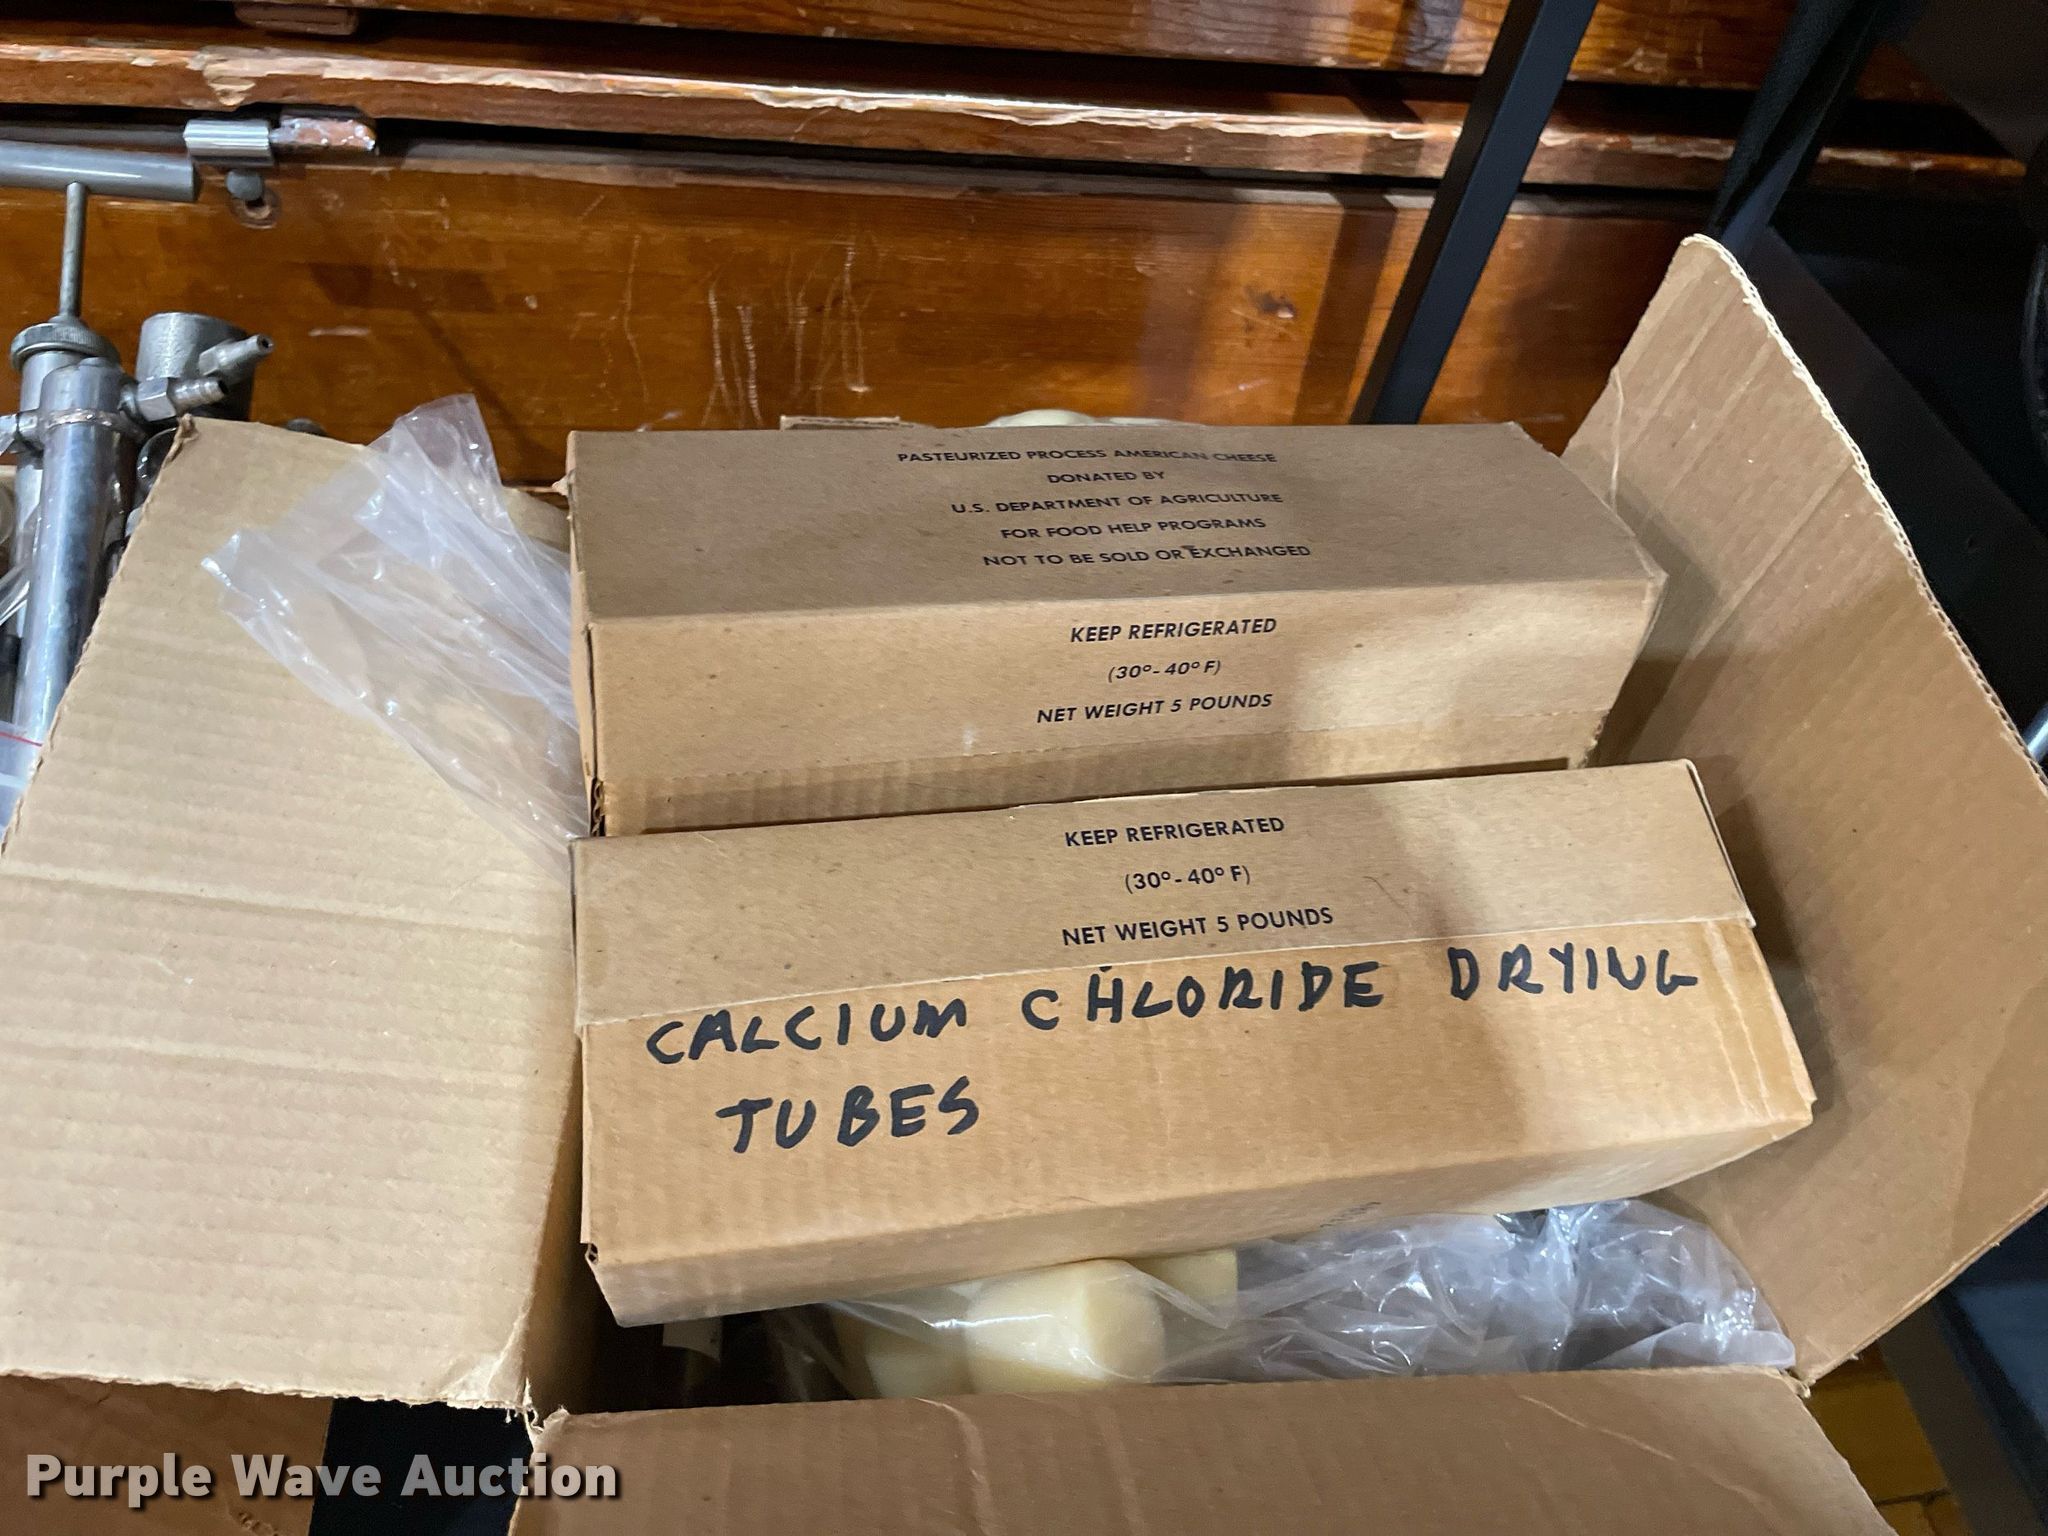 PASTEURIZED PROCESS AMERICAN CHEESE
DONATED BY
U.S. DEPARTMENT OF AGRICULTURE
FOR FOOD HELP PROGRAMS
NOT TO BE SOLD OR EXCHANGED
KEEP REFRIGERATED
(30°-40° F)
NET WEIGHT 5 POUNDS
KEEP REFRIGERATED
(30°-40° F)
NET WEIGHT 5 POUNDS
CALCIUM CHLORIDE DRYING
TUBES
Purple Wave Auction